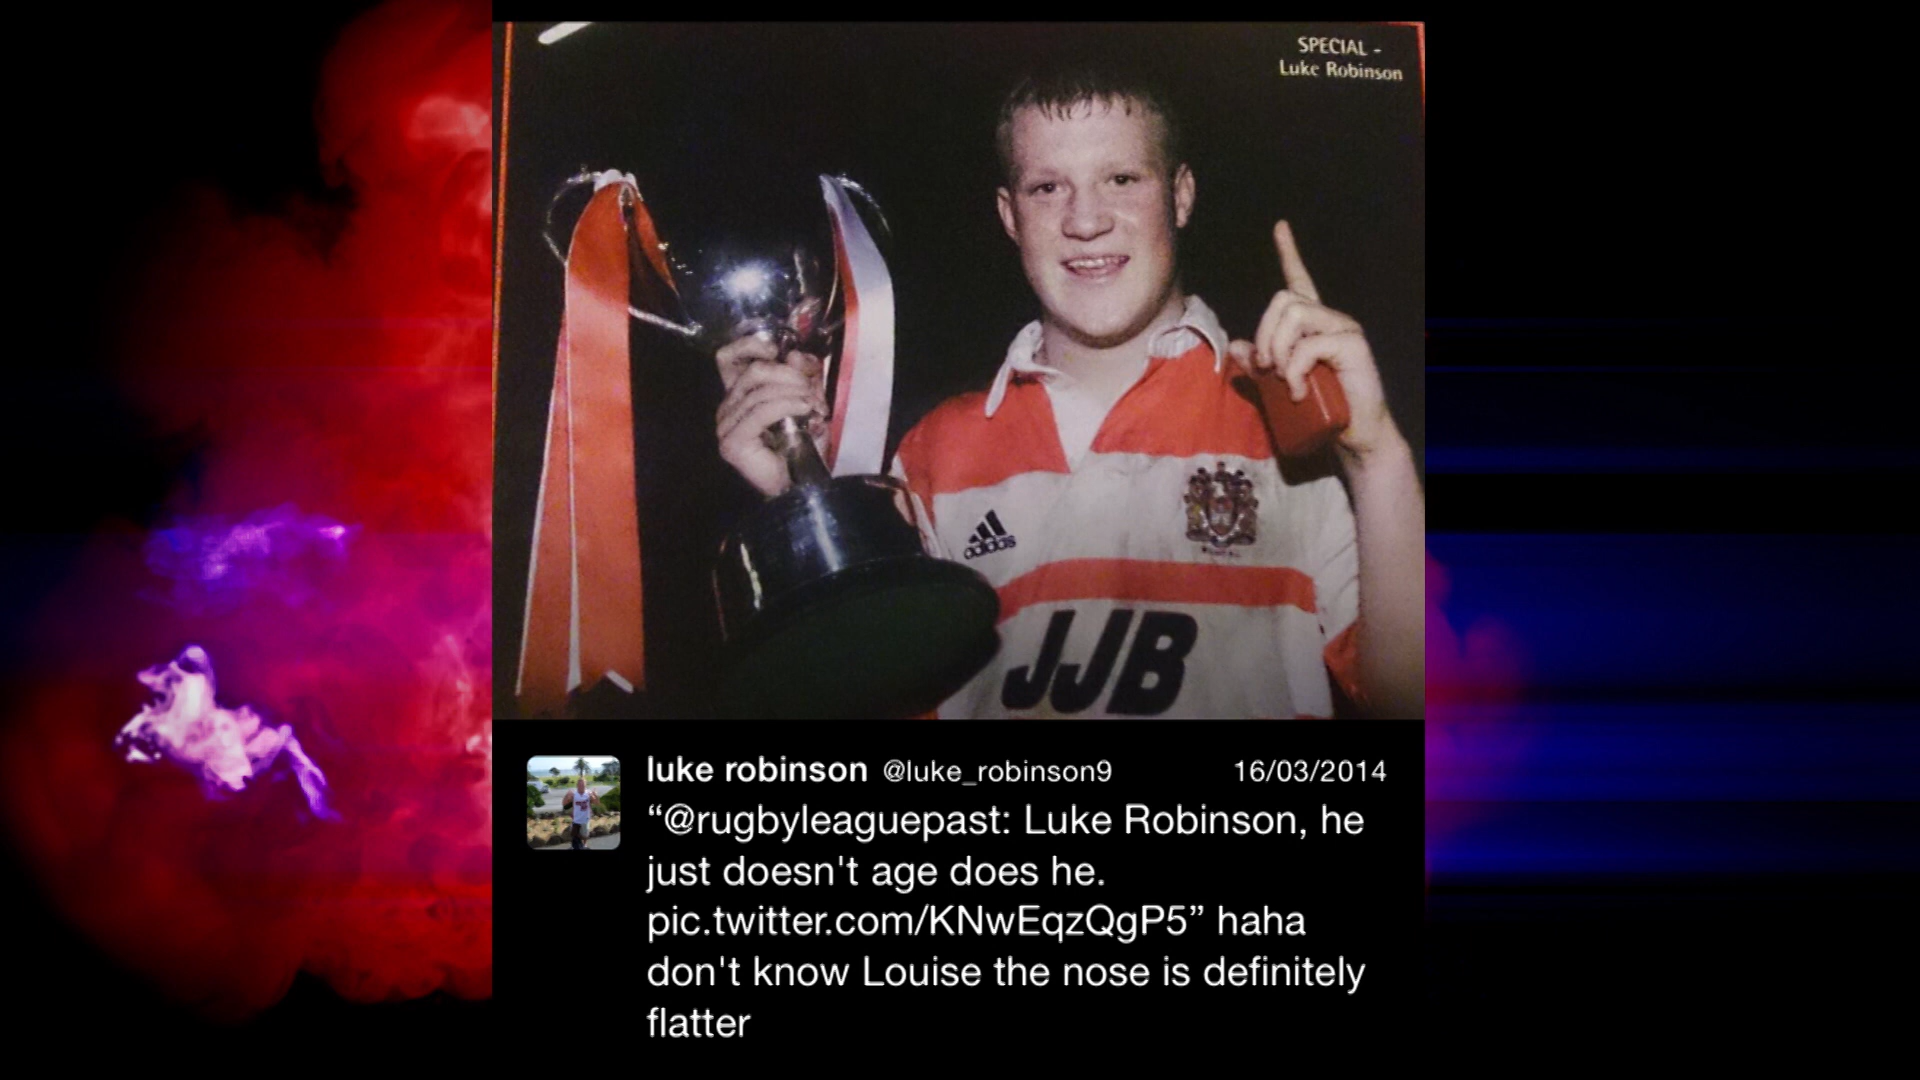 SPECIAL -
Luke Robinson
adidas
JJB
luke robinson @luke_robinson9 16/03/2014
“@rugbyleaguepast: Luke Robinson, he
just doesn't age does he.
pic.twitter.com/KNwEqzQgP5” haha
don't know Louise the nose is definitely
flatter